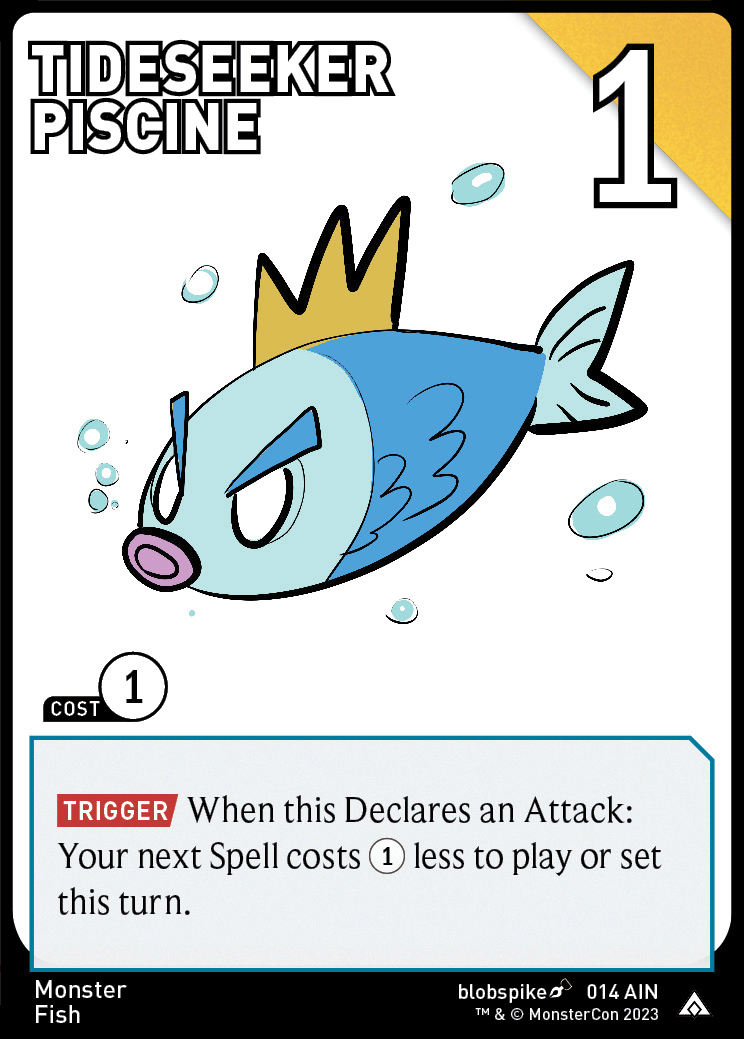 TIDESEEKER
PISCINE
1
COST 1
TRIGGER When this Declares an Attack:
Your next Spell costs 1 less to play or set
this turn.
Monster
Fish
blobspike 014 AIN
™ & © MonsterCon 2023